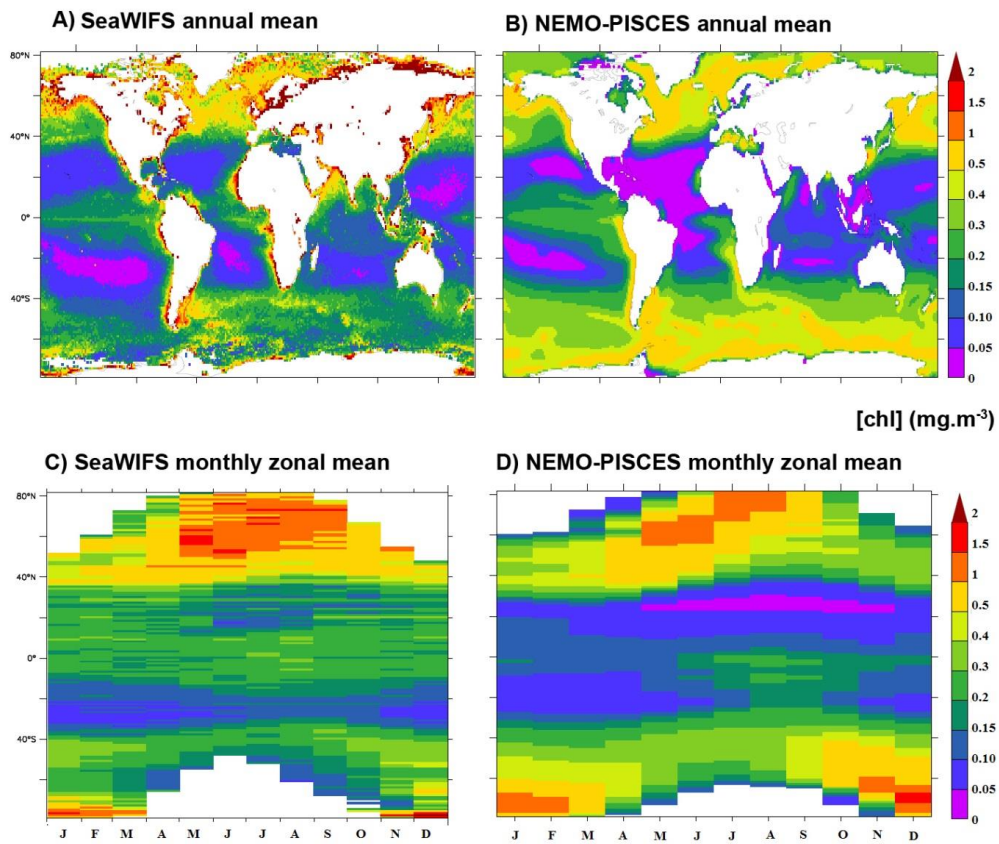 A) SeaWIFS annual mean
B) NEMO-PISCES annual mean
80°N
40°N
0°
40°S
2
1.5
1
0.5
0.4
0.3
0.2
0.15
0.10
0.05
0
[chl] (mg.m-3)
C) SeaWIFS monthly zonal mean
D) NEMO-PISCES monthly zonal mean
80°N
40°N
0°
40°S
2
1.5
1
0.5
0.4
0.3
0.2
0.15
0.10
0.05
0
J F M A M J J A S O N D
J F M A M J J A S O N D